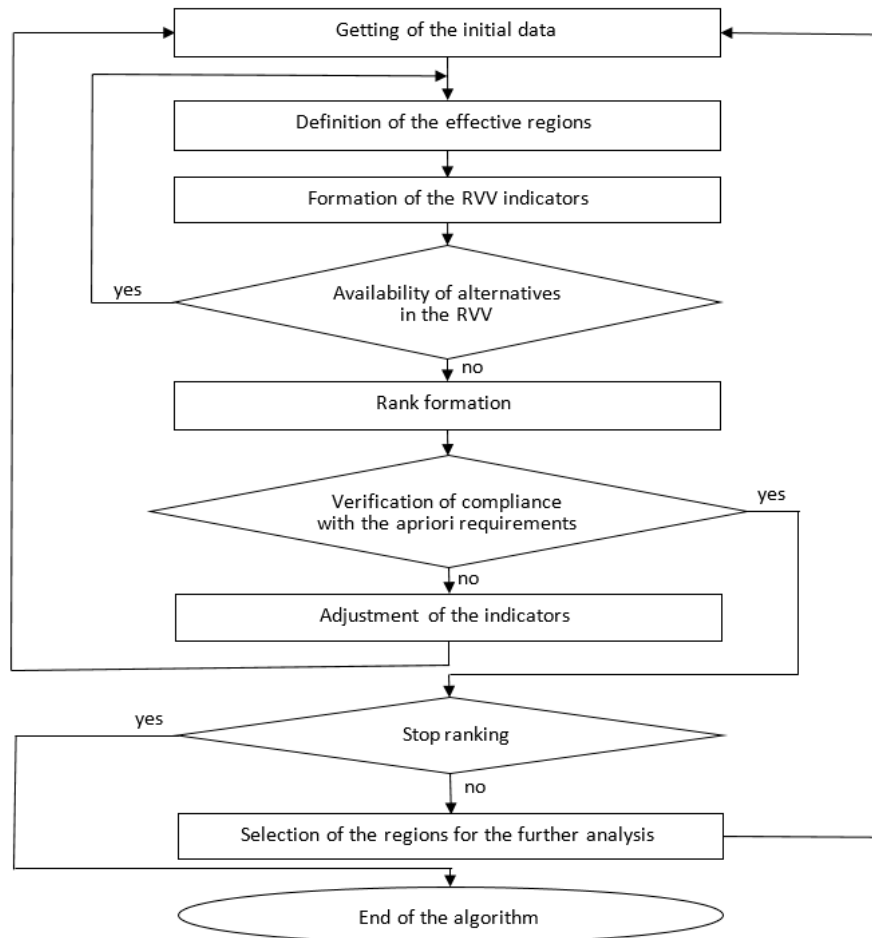 Getting of the initial data
Definition of the effective regions
Formation of the RVV indicators
yes
Availability of alternatives
in the RVV
no
Rank formation
Verification of compliance
with the apriori requirements
yes
no
Adjustment of the indicators
yes
Stop ranking
no
Selection of the regions for the further analysis
End of the algorithm